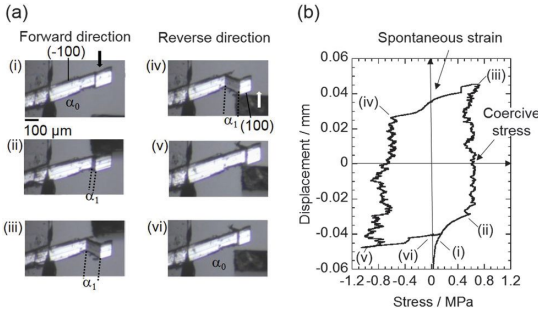 (a)
Forward direction
Reverse direction
(-100)
(i)
α0
100 μm
(ii)
α1
(iii)
α1
(iv)
α1
(100)
(v)
(vi)
α0
(b)
Spontaneous strain
Displacement / mm
0.06
0.04
0.02
0
-0.02
-0.04
-0.06
(iii)
(iv)
Coercive
stress
(ii)
(v)
(vi)
(i)
-1.2 -0.8 -0.4 0 0.4 0.8 1.2
Stress / MPa